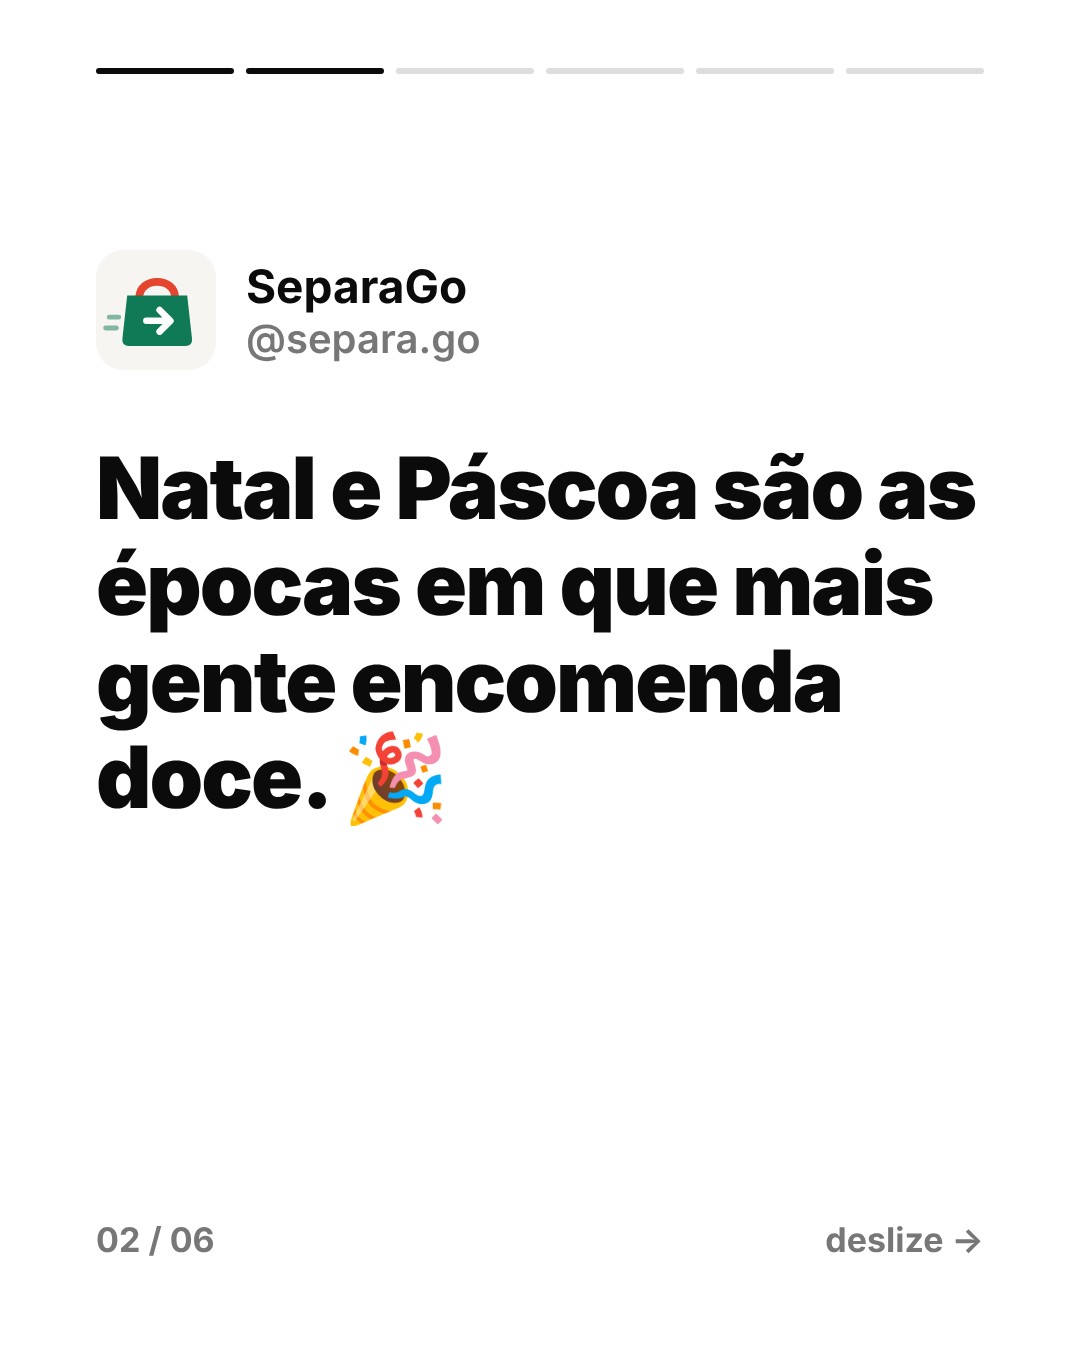 SeparaGo
@separa.go
Natal e Páscoa são as
épocas em que mais
gente encomenda
doce. 🎉
02 / 06
deslize →